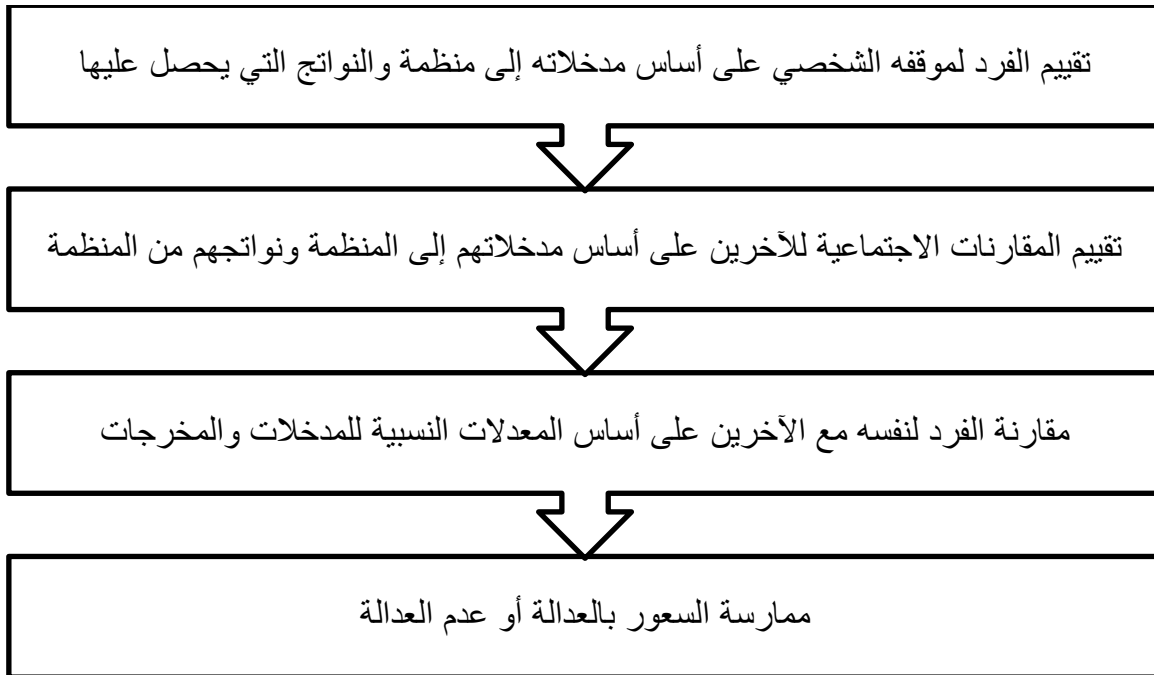 تقييم الفرد لموقفه الشخصي على أساس مدخلاته إلى منظمة والنواتج التي يحصل عليها
تقييم المقارنات الاجتماعية للآخرين على أساس مدخلاتهم إلى المنظمة ونواتجهم من المنظمة
مقارنة الفرد لنفسه مع الآخرين على أساس المعدلات النسبية للمدخلات والمخرجات
ممارسة السعور بالعدالة أو عدم العدالة